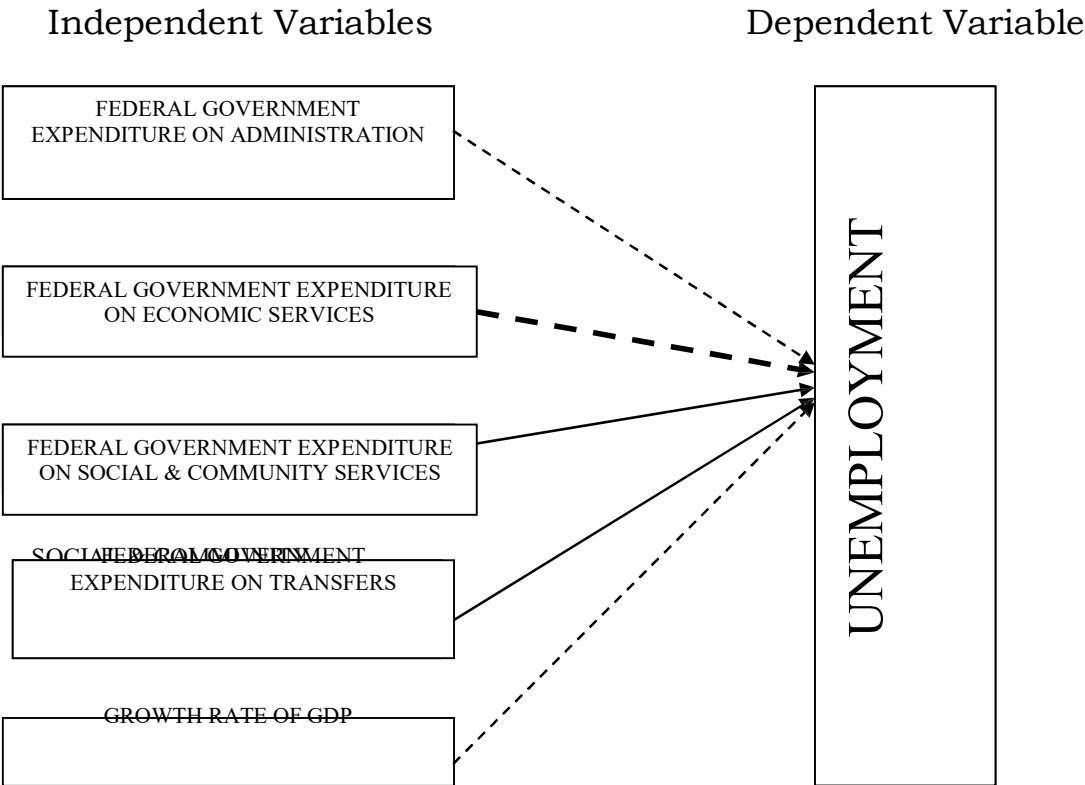 Independent Variables
Dependent Variable
FEDERAL GOVERNMENT
EXPENDITURE ON ADMINISTRATION
FEDERAL GOVERNMENT EXPENDITURE
ON ECONOMIC SERVICES
FEDERAL GOVERNMENT EXPENDITURE
ON SOCIAL & COMMUNITY SERVICES
FEDERAL GOVERNMENT
EXPENDITURE ON TRANSFERS
GROWTH RATE OF GDP
UNEMPLOYMENT